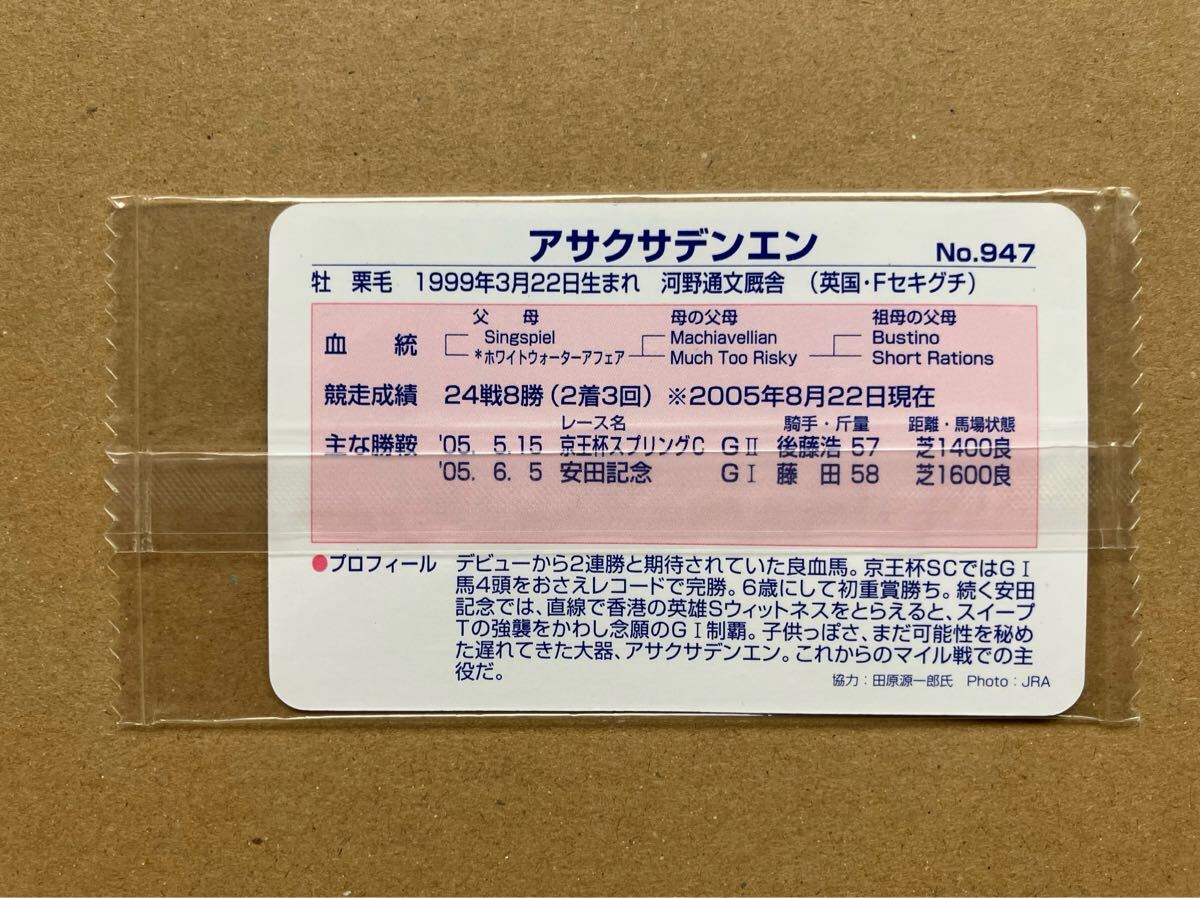 アサクサデンエン No.947
牡 栗毛 1999年3月22日生まれ 河野通文厩舎 (英国・Fセキグチ)
父 母 母の父母 祖母の父母
Singspiel Machiavellian Bustino
血統 *ホワイトウォーターアフェア Much Too Risky Short Rations
競走成績 24戦8勝(2着3回) ※2005年8月22日現在
レース名 騎手・斤量 距離・馬場状態
主な勝鞍 '05. 5.15 京王杯スプリングC GⅡ 後藤浩 57 芝1400良
'05. 6. 5 安田記念 GⅠ 藤田 58 芝1600良
●プロフィール デビューから2連勝と期待されていた良血馬。京王杯SCではGⅠ
馬4頭をおさえレコードで完勝。6歳にして初重賞勝ち。続く安田
記念では、直線で香港の英雄Sウィットネスをとらえると、スイープ
Tの強襲をかわし念願のGⅠ制覇。子供っぽさ、まだ可能性を秘め
た遅れてきた大器、アサクサデンエン。これからのマイル戦での主
役だ。
協力:田原源一郎氏 Photo:JRA